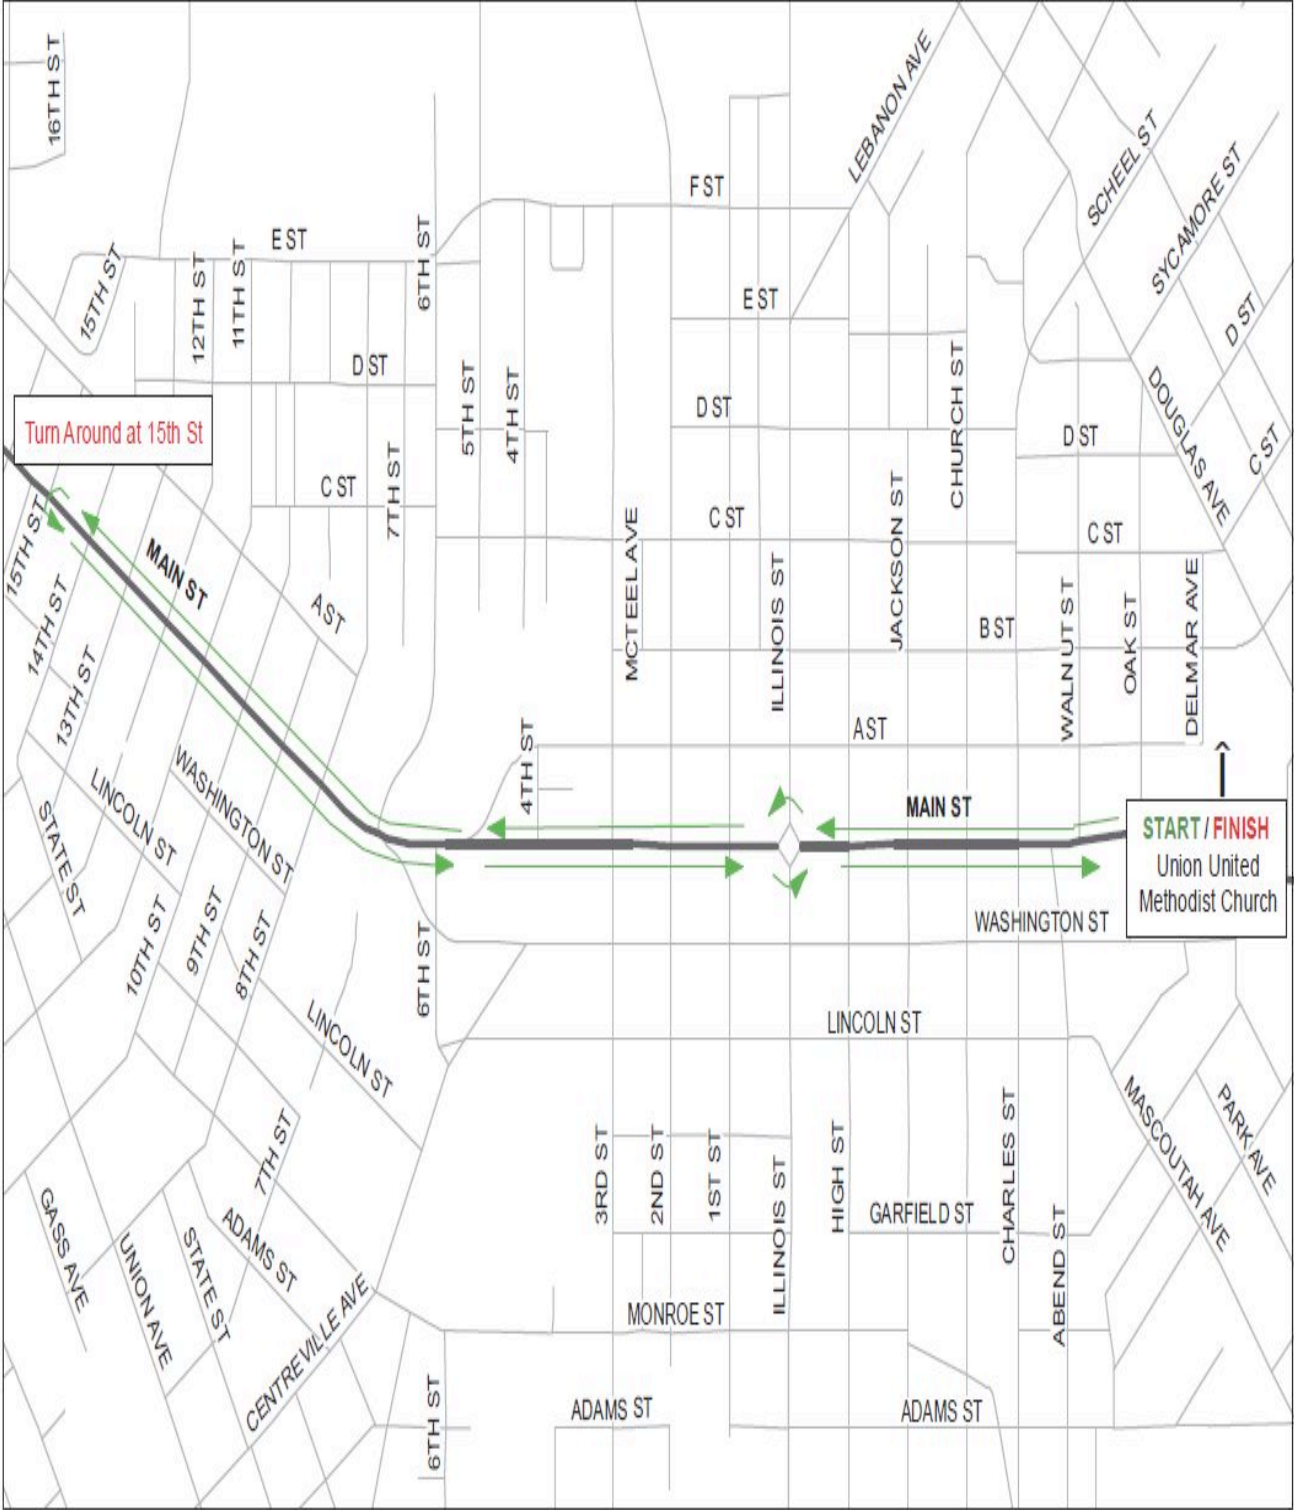 16TH ST
LEBANON AVE
SCHEEL ST
SYCAMORE ST
F ST
E ST
6TH ST
15TH ST
12TH ST
11TH ST
E ST
D ST
D ST
5TH ST
4TH ST
D ST
CHURCH ST
DOUGLAS AVE
D ST
C ST
Turn Around at 15th St
C ST
7TH ST
MCTEEL AVE
C ST
JACKSON ST
C ST
15TH ST
MAIN ST
A ST
14TH ST
13TH ST
ILLINOIS ST
B ST
WALNUT ST
OAK ST
DELMAR AVE
4TH ST
A ST
MAIN ST
START / FINISH
Union United
Methodist Church
LINCOLN ST
WASHINGTON ST
STATE ST
10TH ST
9TH ST
8TH ST
6TH ST
WASHINGTON ST
LINCOLN ST
LINCOLN ST
7TH ST
3RD ST
2ND ST
1ST ST
ILLINOIS ST
HIGH ST
GARFIELD ST
CHARLES ST
ABEND ST
MASCOUTAH AVE
PARK AVE
GASS AVE
UNION AVE
STATE ST
ADAMS ST
CENTREVILLE AVE
MONROE ST
6TH ST
ADAMS ST
ADAMS ST